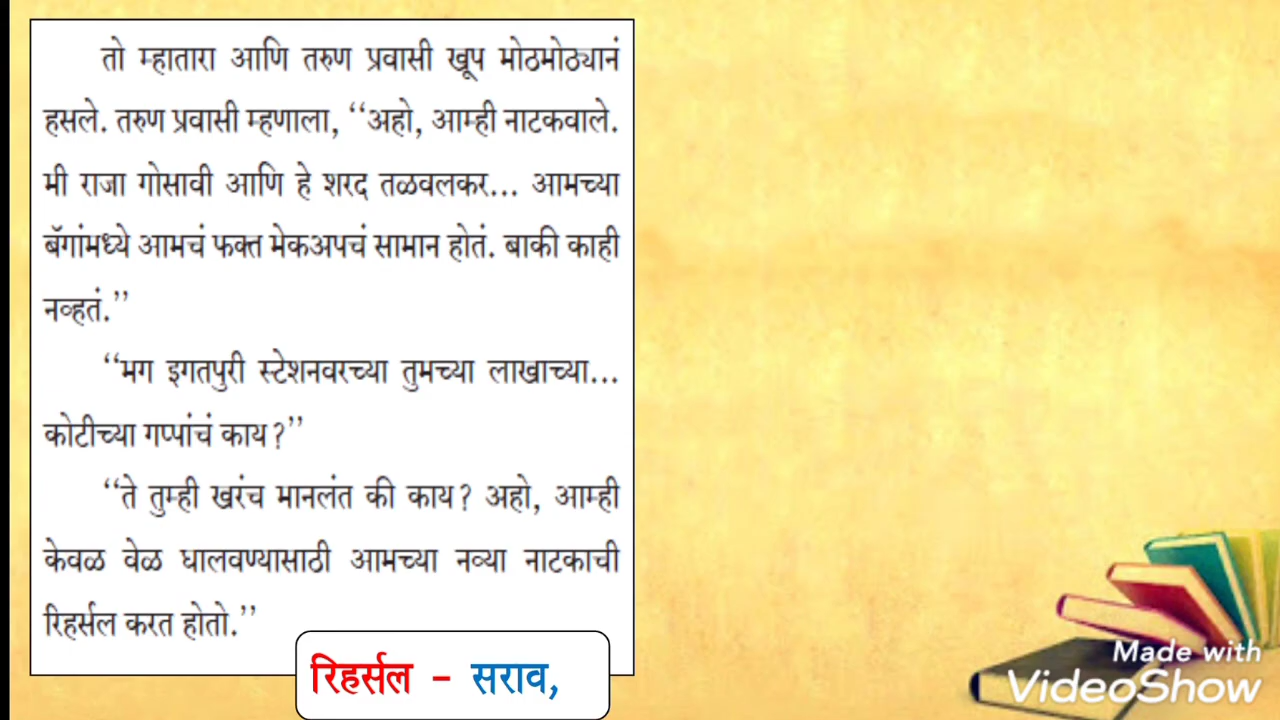 तो म्हातारा आणि तरुण प्रवासी खूप मोठमोठ्यानं
हसले. तरुण प्रवासी म्हणाला, ‘‘अहो, आम्ही नाटकवाले.
मी राजा गोसावी आणि हे शरद तळवलकर... आमच्या
बॅगांमध्ये आमचं फक्त मेकअपचं सामान होतं. बाकी काही
नव्हतं.’’
‘‘मग इगतपुरी स्टेशनवरच्या तुमच्या लाखाच्या...
कोटीच्या गप्पांचं काय?’’
‘‘ते तुम्ही खरंच मानलंत की काय? अहो, आम्ही
केवळ वेळ घालवण्यासाठी आमच्या नव्या नाटकाची
रिहर्सल करत होतो.’’
रिहर्सल - सराव,
Made with
VideoShow